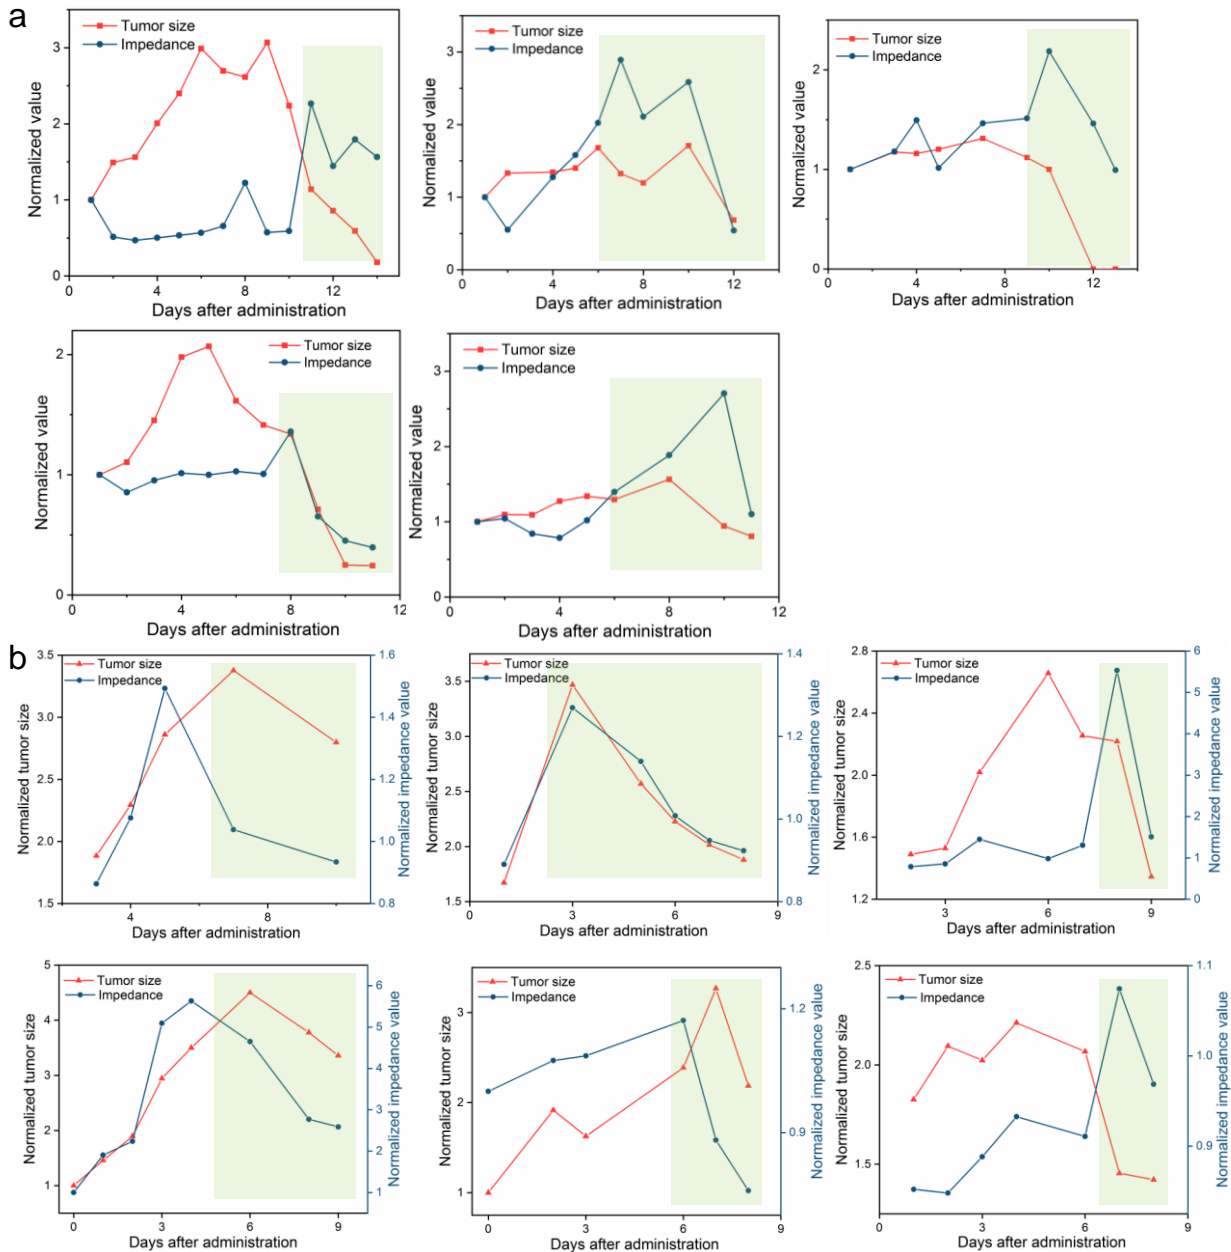 a
Tumor size
Impedance
Normalized value
3
2
1
0
0 4 8 12
Days after administration
Tumor size
Impedance
Normalized value
3
2
1
0
0 4 8 12
Days after administration
Tumor size
Impedance
Normalized value
2
1
0
0 4 8 12
Days after administration
Tumor size
Impedance
Normalized value
2
1
0
0 4 8 12
Days after administration
Tumor size
Impedance
Normalized value
3
2
1
0
0 4 8 12
Days after administration
b
Tumor size
Impedance
Normalized tumor size
3.5
3.0
2.5
2.0
1.5
4 8
Days after administration
1.6
1.4
1.2
1.0
0.8
Normalized impedance value
Tumor size
Impedance
Normalized tumor size
3.5
3.0
2.5
2.0
1.5
0 3 6 9
Days after administration
1.4
1.2
1.0
0.8
Normalized impedance value
Tumor size
Impedance
Normalized tumor size
2.8
2.4
2.0
1.6
1.2
3 6 9
Days after administration
6
5
4
3
2
1
0
Normalized impedance value
Tumor size
Impedance
Normalized tumor size
5
4
3
2
1
0 3 6 9
Days after administration
6
5
4
3
2
1
Normalized impedance value
Tumor size
Impedance
Normalized tumor size
3
2
1
0 3 6 9
Days after administration
1.2
0.9
Normalized impedance value
Tumor size
Impedance
Normalized tumor size
2.5
2.0
1.5
0 3 6 9
Days after administration
1.1
1.0
0.9
Normalized impedance value